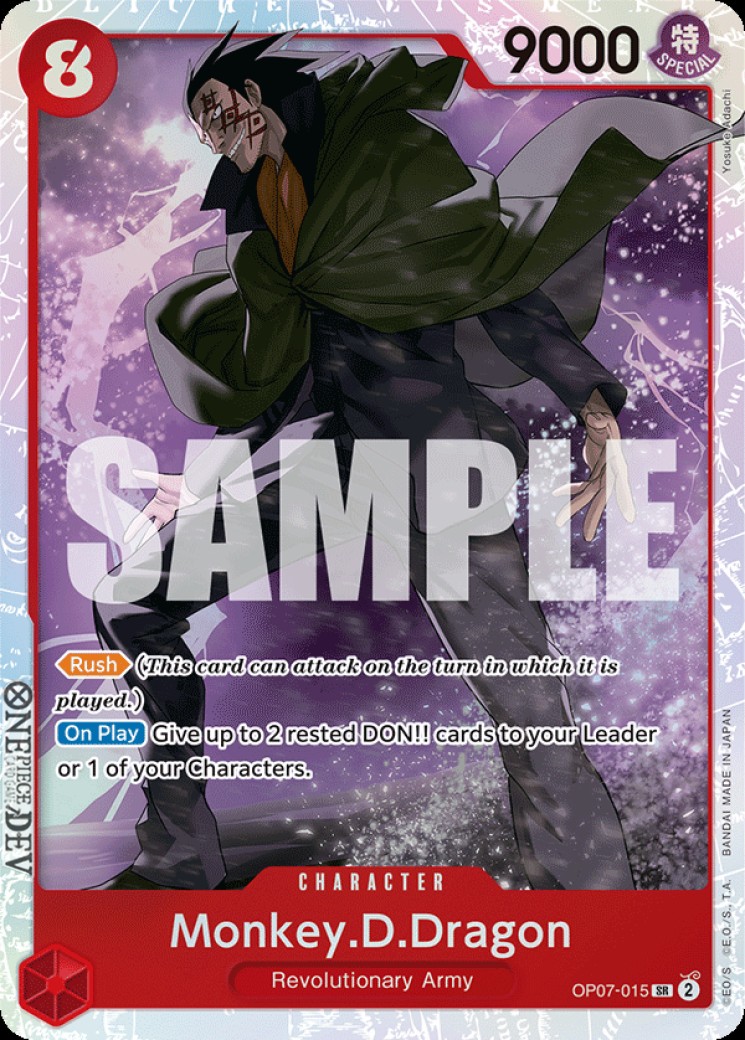 8
9000
特
SPECIAL
Yosuke Adachi
SAMPLE
Rush (This card can attack on the turn in which it is
played.)
On Play Give up to 2 rested DON!! cards to your Leader
or 1 of your Characters.
ONE PIECE
CARD GAME
DEV
©E.O/S ©E.O./S., T.A. BANDAI MADE IN JAPAN
CHARACTER
Monkey.D.Dragon
Revolutionary Army
OP07-015 SR 2